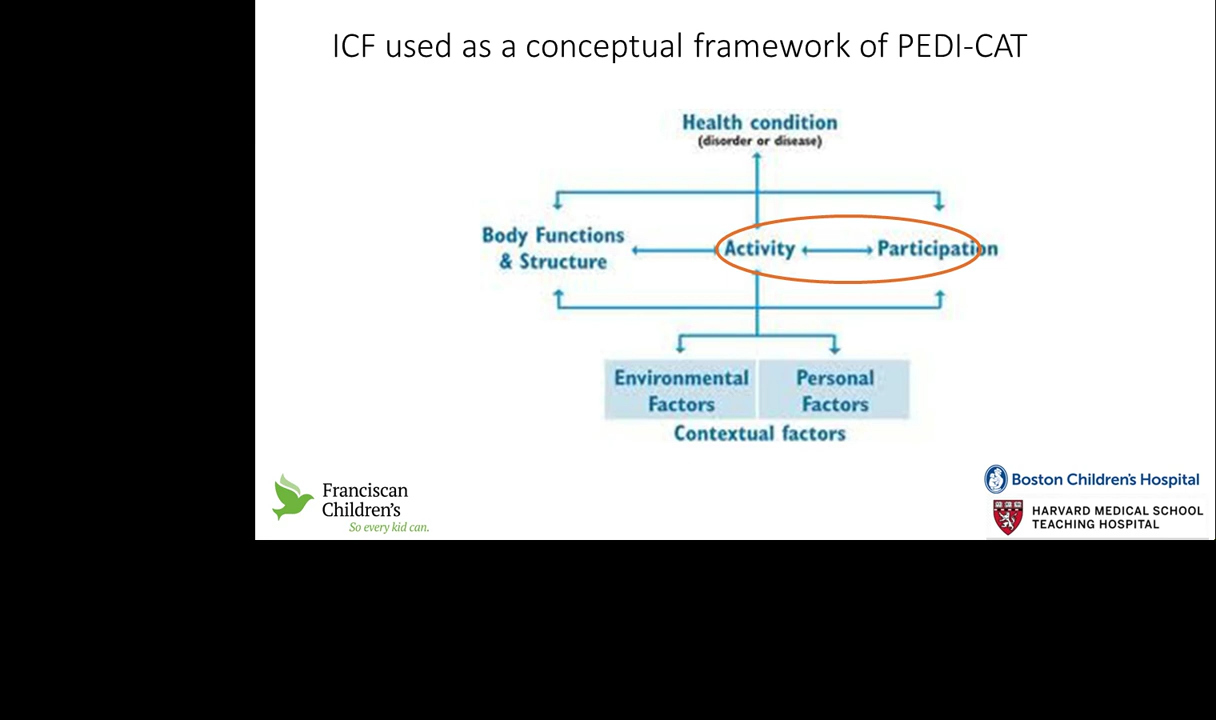 ICF used as a conceptual framework of PEDI-CAT
Health condition
(disorder or disease)
Body Functions
& Structure
Activity
Participation
Environmental
Factors
Personal
Factors
Contextual factors
Franciscan
Children's
So every kid can.
Boston Children's Hospital
HARVARD MEDICAL SCHOOL
TEACHING HOSPITAL